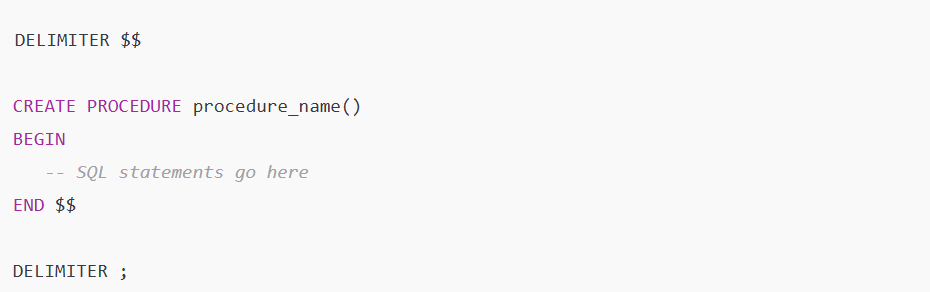 DELIMITER $$
CREATE PROCEDURE procedure_name()
BEGIN
-- SQL statements go here
END $$
DELIMITER ;